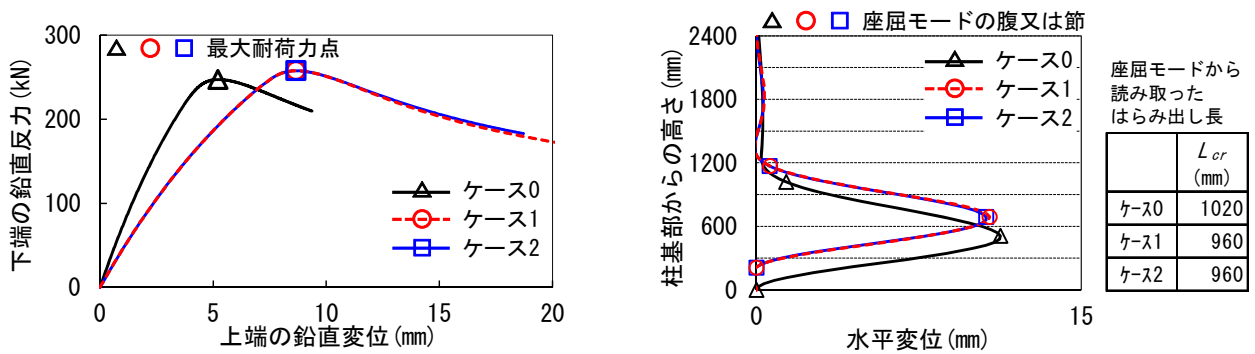 △ ○ □ 最大耐荷力点
下端の鉛直反力(kN)
300
200
100
0
0 5 10 15 20
上端の鉛直変位(mm)
ケース0
ケース1
ケース2
△ ○ □ 座屈モードの腹又は節
柱基部からの高さ(mm)
2400
1800
1200
600
0
0 15
水平変位(mm)
ケース0
ケース1
ケース2
座屈モードから
読み取った
はらみ出し長
Lcr
(mm)
ｹｰｽ0 1020
ｹｰｽ1 960
ｹｰｽ2 960